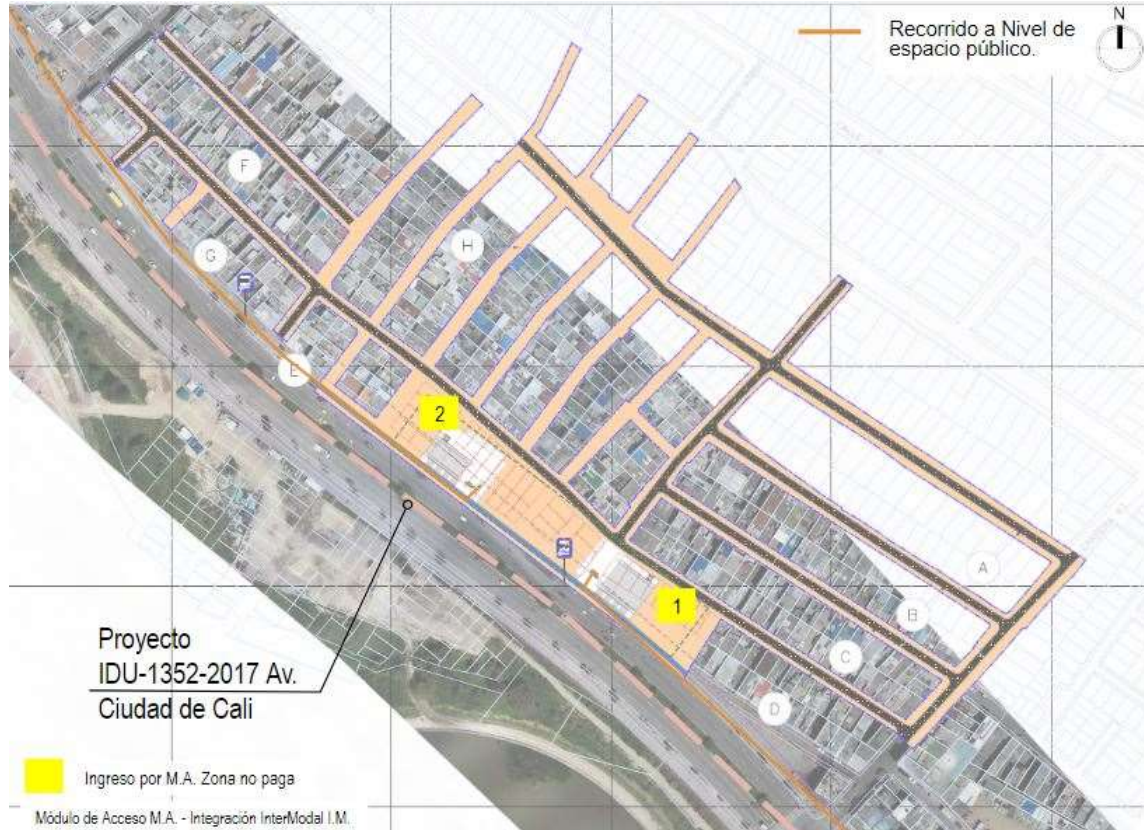 Recorrido a Nivel de
espacio público.
N
F
G
H
E
2
1
A
B
C
D
Proyecto
IDU-1352-2017 Av.
Ciudad de Cali
Ingreso por M.A. Zona no paga
Módulo de Acceso M.A. - Integración InterModal I.M.